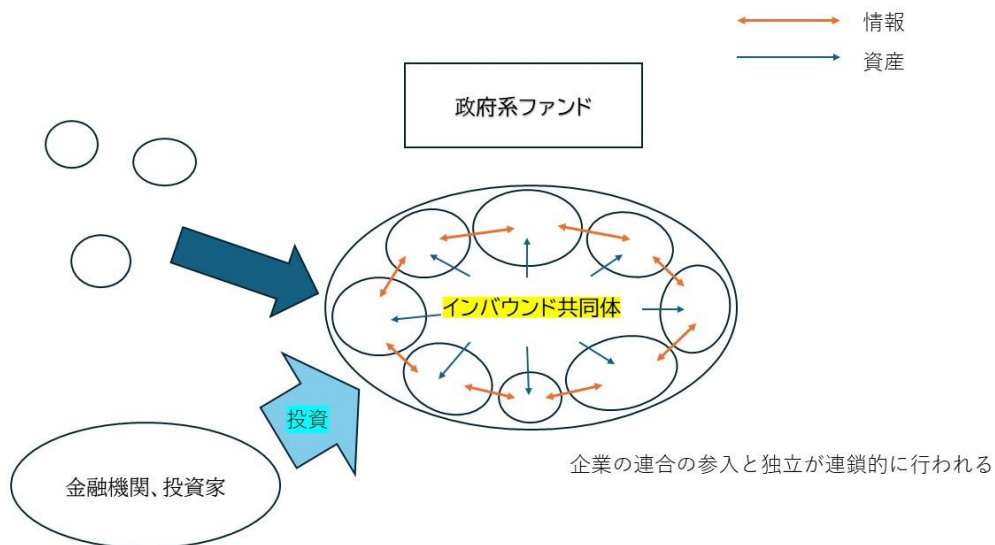 情報
資産
政府系ファンド
インバウンド共同体
投資
金融機関、投資家
企業の連合の参入と独立が連鎖的に行われる